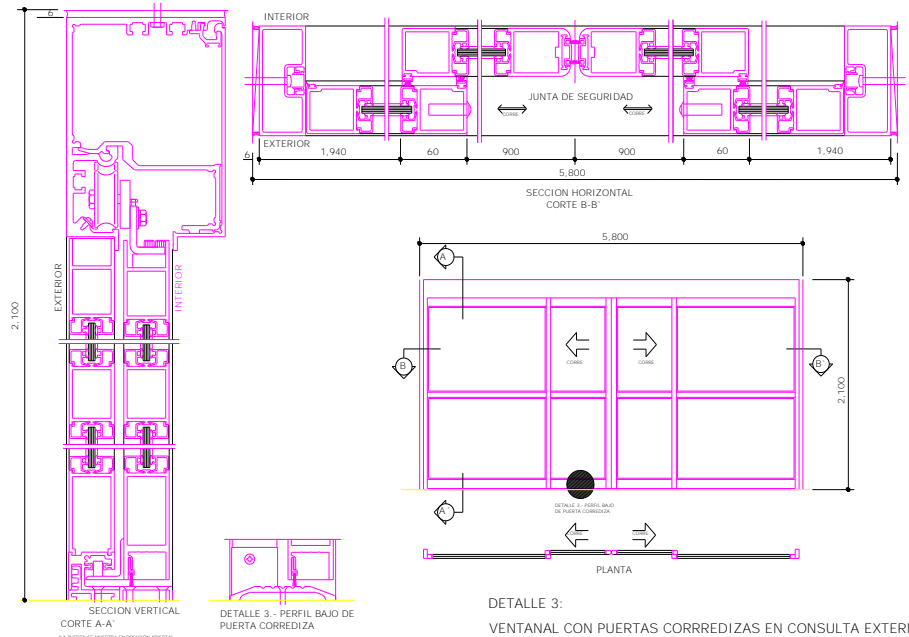 INTERIOR
JUNTA DE SEGURIDAD
CORRE
CORRE
EXTERIOR
6
1,940
60
900
900
60
1,940
5,800
SECCION HORIZONTAL
CORTE B-B`
6
2,100
EXTERIOR
INTERIOR
SECCION VERTICAL
CORTE A-A`
DETALLE 3.- PERFIL BAJO DE
PUERTA CORREDIZA
5,800
A
B
B`
CORRE
CORRE
2,100
A`
DETALLE 3.- PERFIL BAJO
DE PUERTA CORREDIZA
CORRE
CORRE
PLANTA
DETALLE 3:
VENTANAL CON PUERTAS CORRREDIZAS EN CONSULTA EXTERI